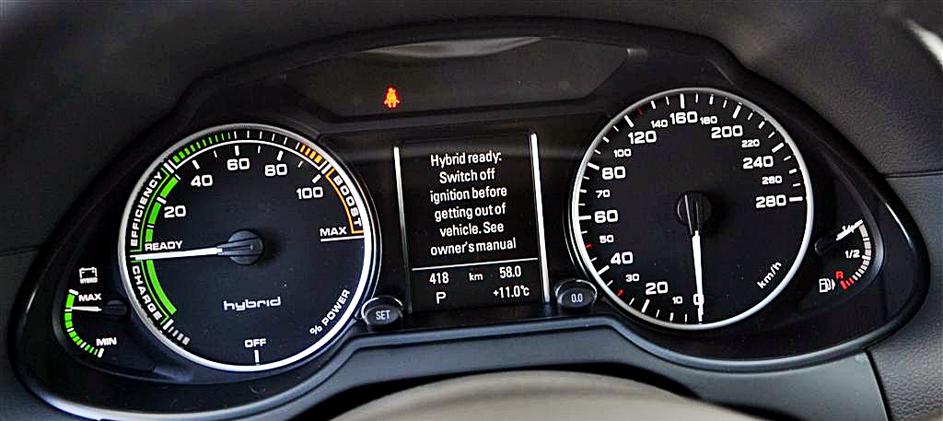 Hybrid ready:
Switch off
ignition before
getting out of
vehicle. See
owner's manual
418 km 58.0
P +11.0°C
EFFICIENCY
CHARGE
READY
20
40
60
80
100
BOOST
MAX
hybrid
% POWER
OFF
HYBRID
MAX
MIN
SET
0.0
0
10
20
30
40
50
60
70
80
100
120
140
160
180
200
220
240
260
280
km/h
1/1
1/2
R